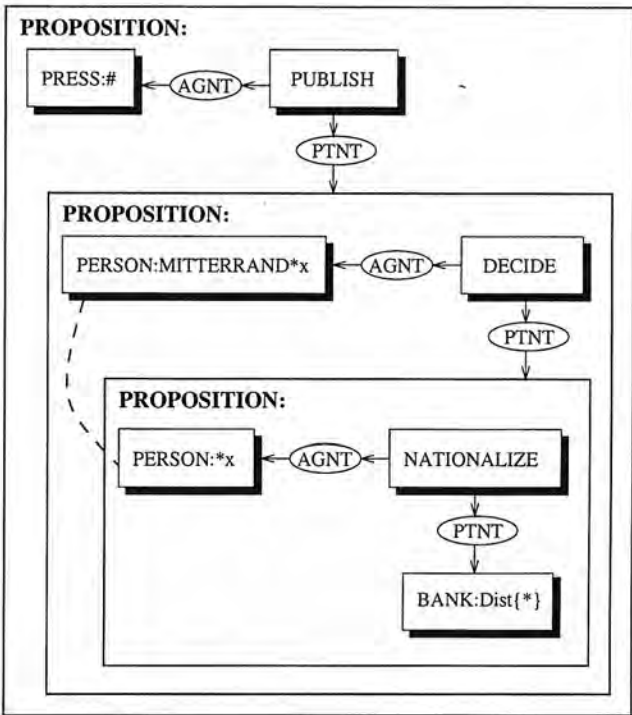 PROPOSITION:
PRESS:# AGNT PUBLISH
PTNT
PROPOSITION:
PERSON:MITTERRAND*x AGNT DECIDE
PTNT
PROPOSITION:
PERSON:*x AGNT NATIONALIZE
PTNT
BANK:Dist{*}